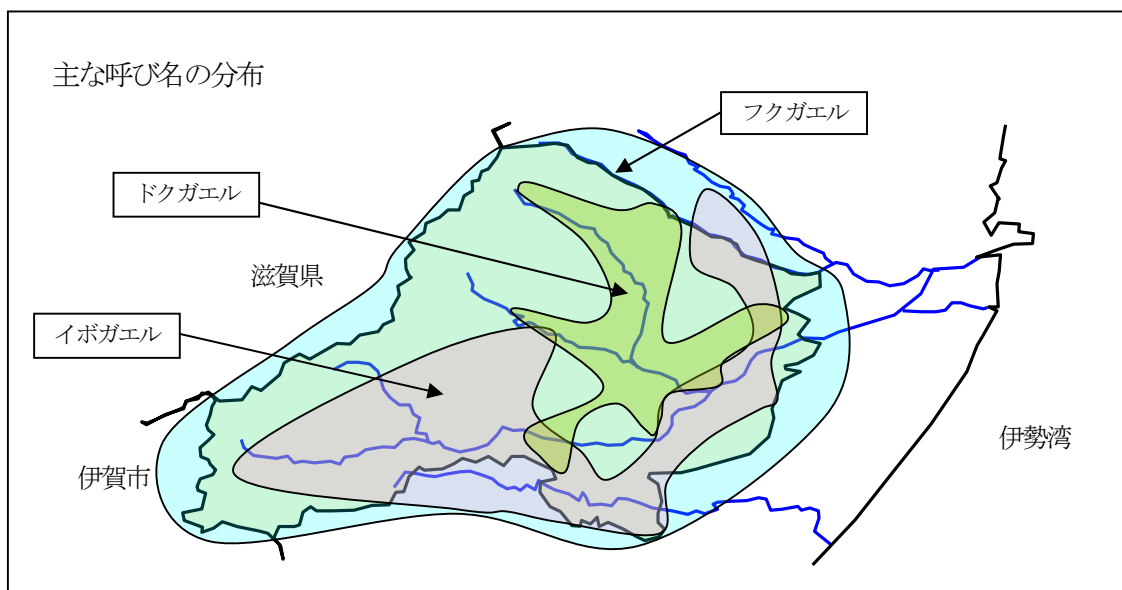 主な呼び名の分布
フクガエル
ドクガエル
滋賀県
イボガエル
伊勢湾
伊賀市